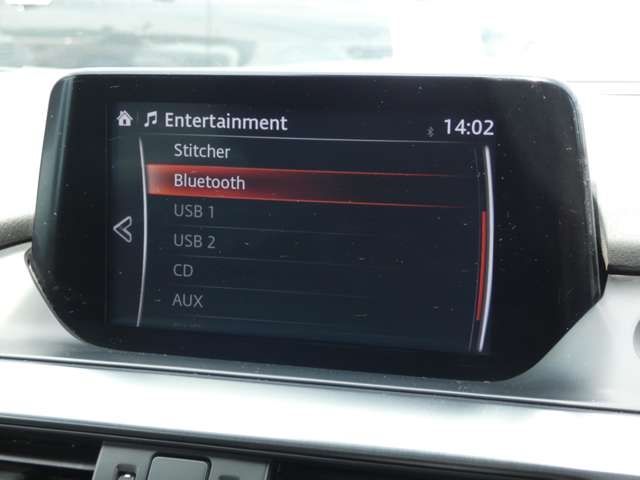 Entertainment
14:02
Stitcher
Bluetooth
USB 1
USB 2
CD
AUX